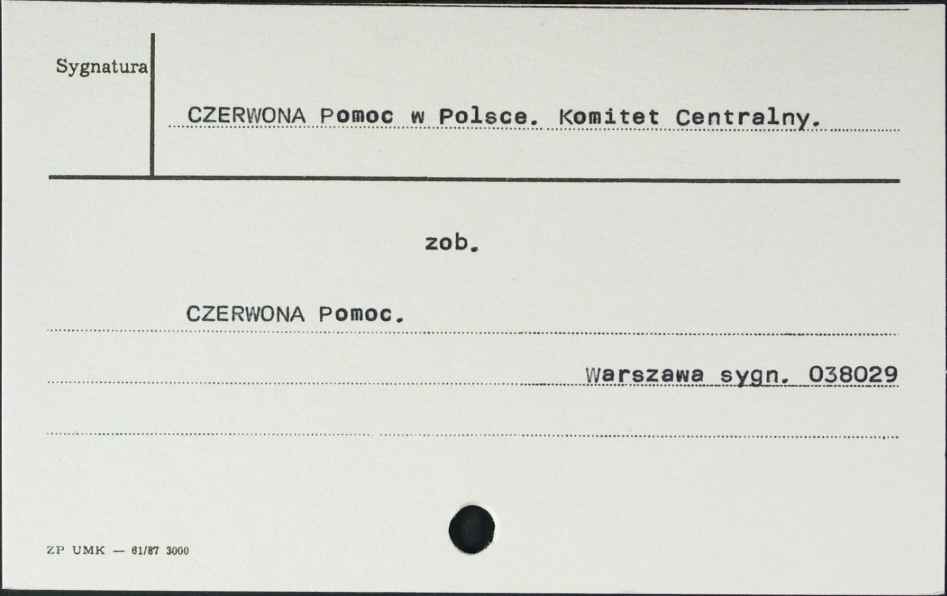 Sygnatura
CZERWONA Pomoc w Polsce. Komitet Centralny.
zob.
CZERWONA Pomoc.
Warszawa sygn. 038029
ZP UMK — 61/87 3000